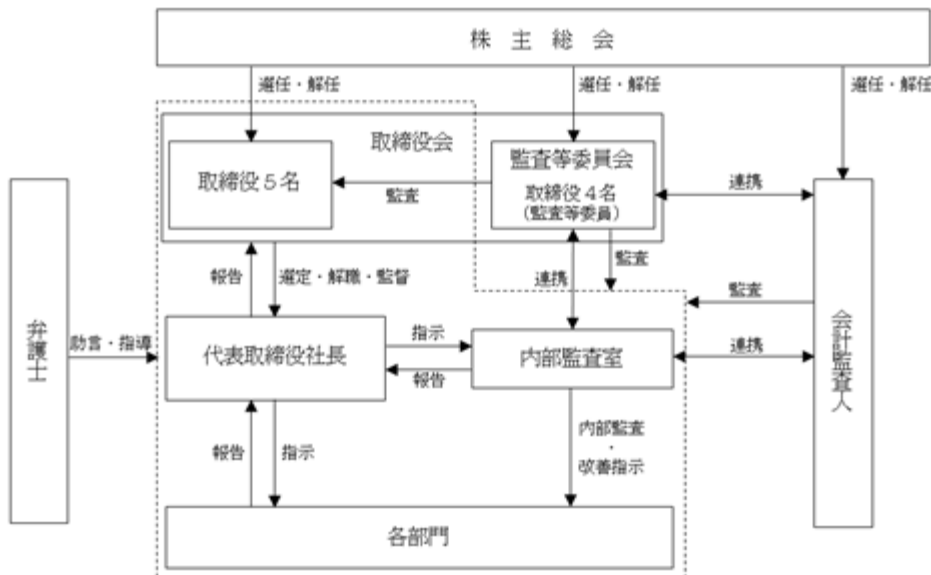 株主総会
選任・解任
選任・解任
選任・解任
取締役会
取締役５名
監査
監査等委員会
取締役４名
（監査等委員）
連携
報告
選定・解職・監督
連携
監査
監査
弁護士
助言・指導
代表取締役社長
指示
報告
内部監査室
連携
会計監査人
報告
指示
内部監査
・
改善指示
各部門